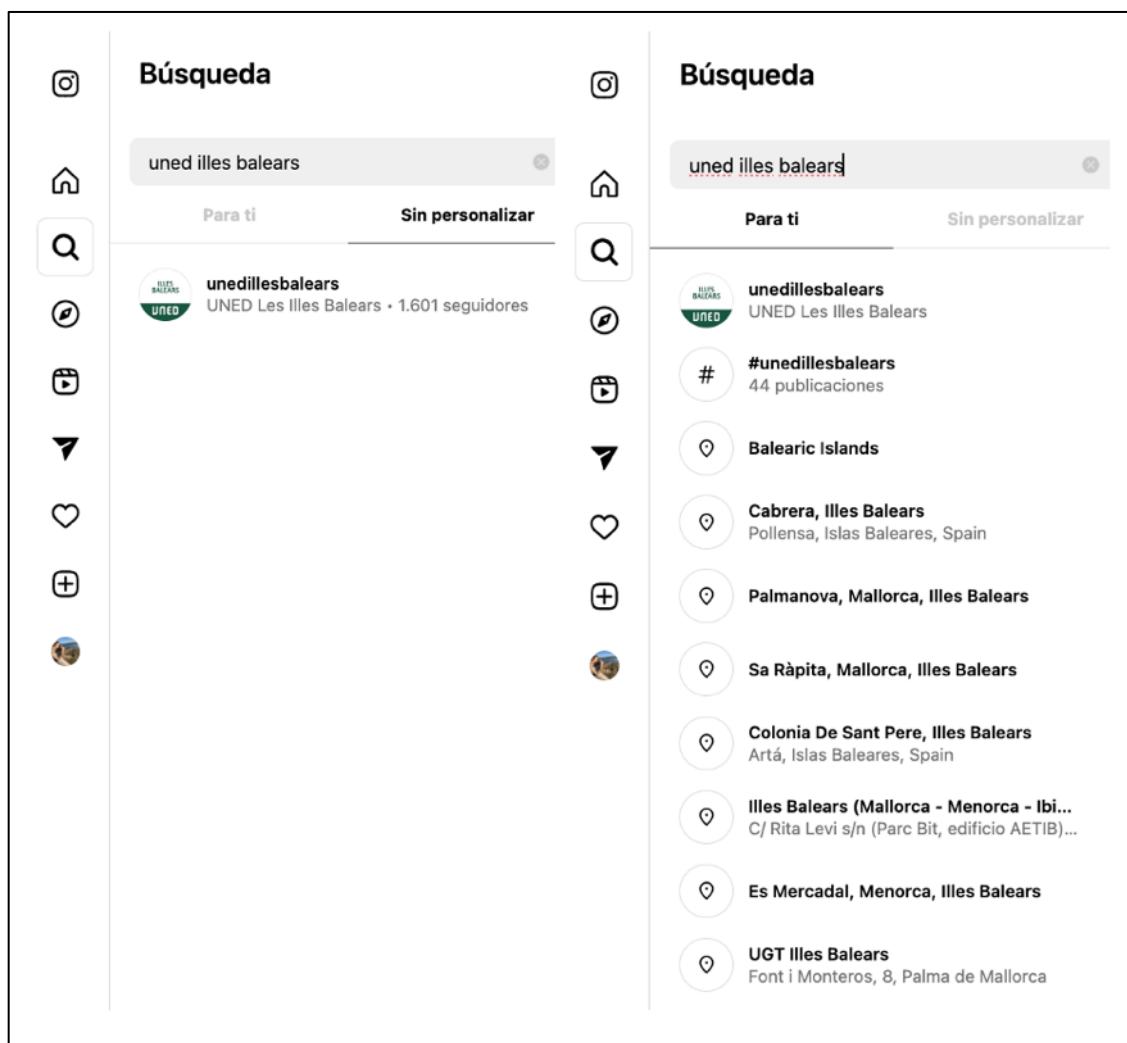 Búsqueda
uned illes balears
Para ti
Sin personalizar
ILLES
BALEARS
UNED
unedillesbalears
UNED Les Illes Balears • 1.601 seguidores
Búsqueda
uned illes balears
Para ti
Sin personalizar
ILLES
BALEARS
UNED
unedillesbalears
UNED Les Illes Balears
#
#unedillesbalears
44 publicaciones
Balearic Islands
Cabrera, Illes Balears
Pollensa, Islas Baleares, Spain
Palmanova, Mallorca, Illes Balears
Sa Ràpita, Mallorca, Illes Balears
Colonia De Sant Pere, Illes Balears
Artá, Islas Baleares, Spain
Illes Balears (Mallorca - Menorca - Ibi...
C/ Rita Levi s/n (Parc Bit, edificio AETIB)...
Es Mercadal, Menorca, Illes Balears
UGT Illes Balears
Font i Monteros, 8, Palma de Mallorca